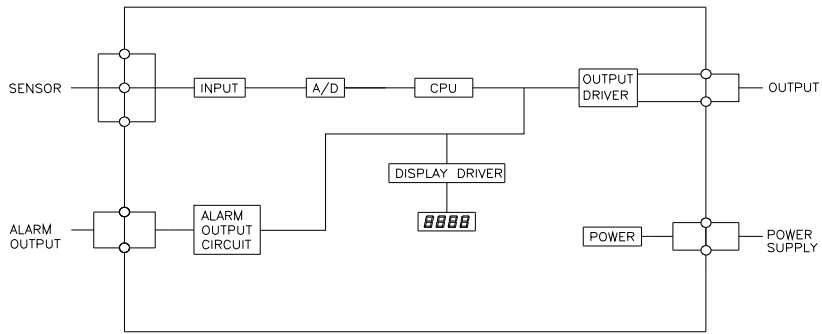 SENSOR
INPUT
A/D
CPU
OUTPUT
DRIVER
OUTPUT
DISPLAY DRIVER
8888
ALARM
OUTPUT
ALARM
OUTPUT
CIRCUIT
POWER
POWER
SUPPLY